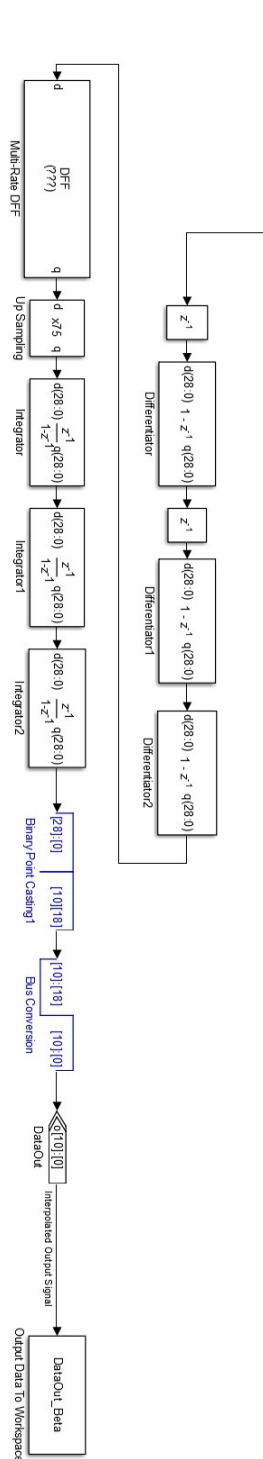 z⁻¹
d(28:0) 1 - z⁻¹ q(28:0)
Differentiator
z⁻¹
d(28:0) 1 - z⁻¹ q(28:0)
Differentiator1
d(28:0) 1 - z⁻¹ q(28:0)
Differentiator2
d
DFF
(???)
q
Multi-Rate DFF
d x75 q
Up Sampling
d(28:0) z⁻¹/1-z⁻¹ q(28:0)
Integrator
d(28:0) z⁻¹/1-z⁻¹ q(28:0)
Integrator1
d(28:0) z⁻¹/1-z⁻¹ q(28:0)
Integrator2
[28]:[0] [10][18]
Binary Point Casting1
[10]:[18] [10]:[0]
Bus Conversion
o[10]:[0]
DataOut
Interpolated Output Signal
DataOut_Beta
Output Data To Workspace